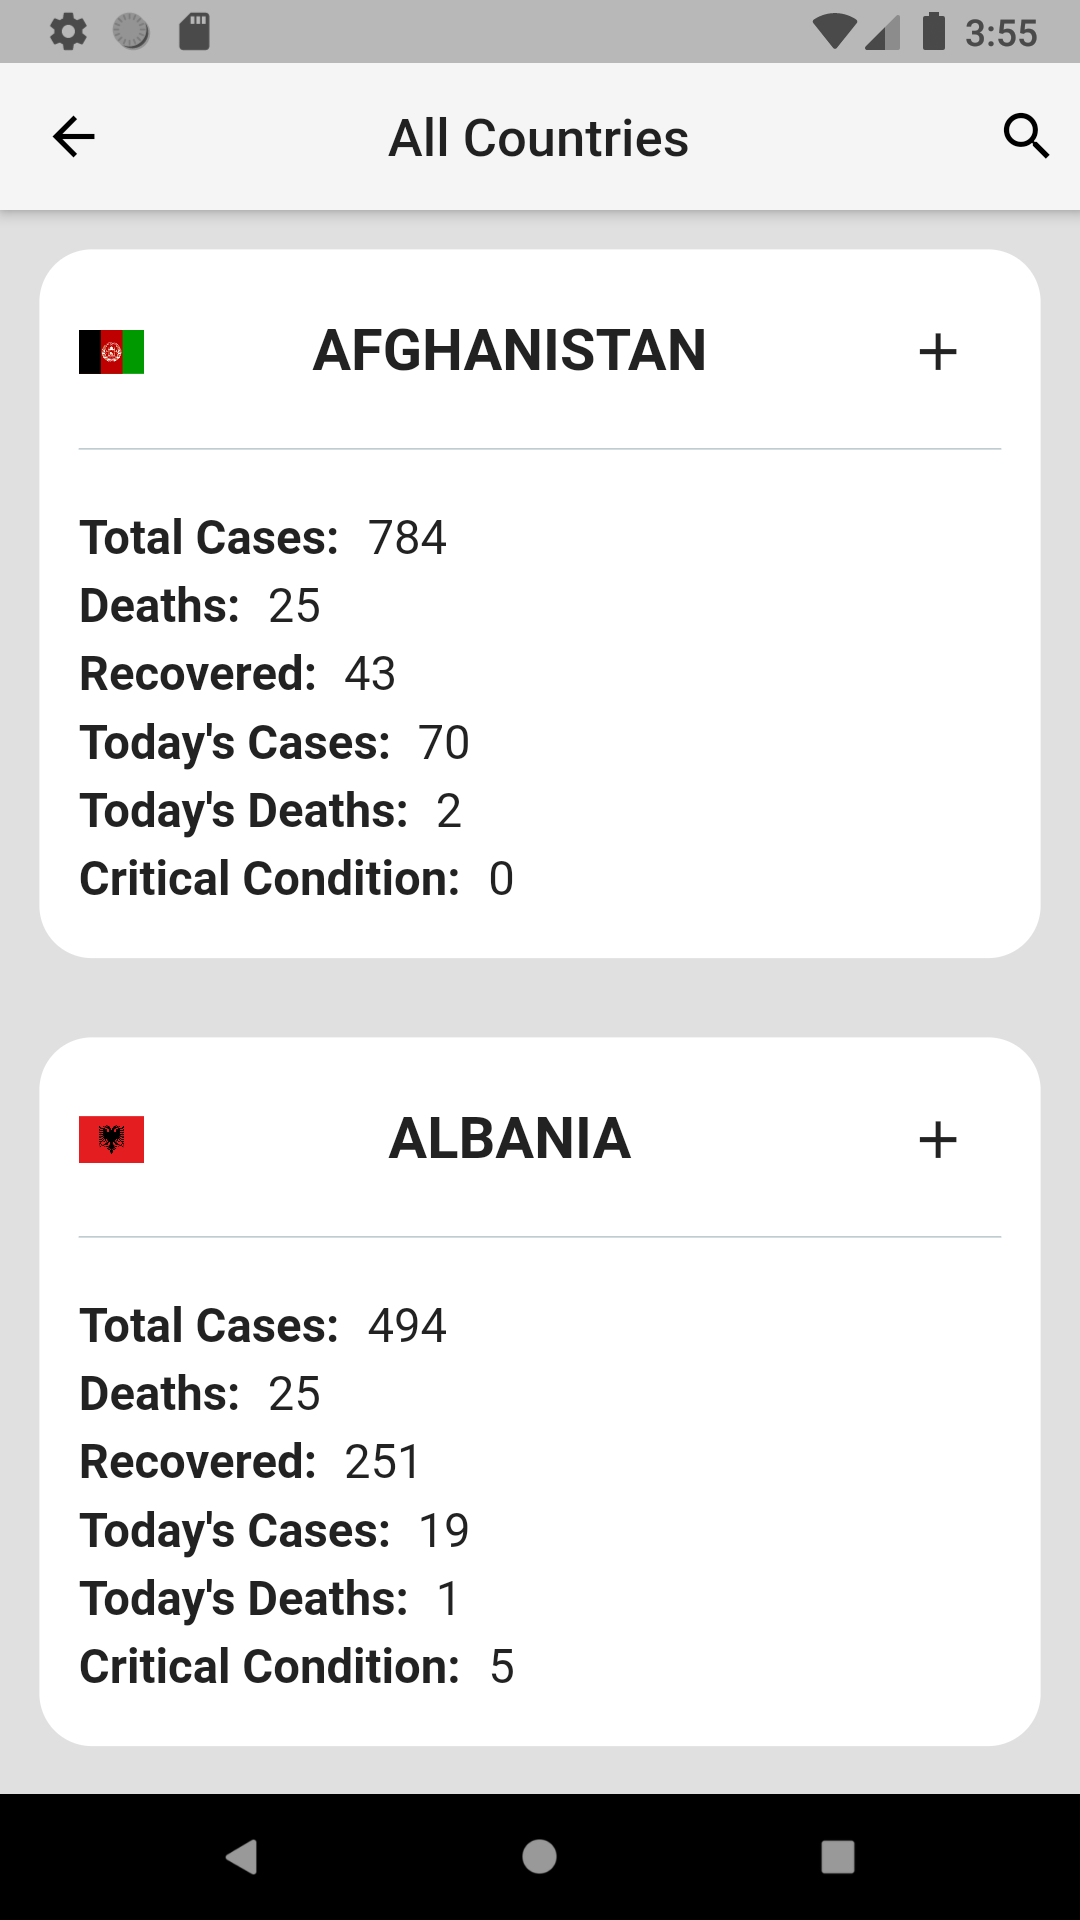 3:55
All Countries
AFGHANISTAN
Total Cases: 784
Deaths: 25
Recovered: 43
Today's Cases: 70
Today's Deaths: 2
Critical Condition: 0
ALBANIA
Total Cases: 494
Deaths: 25
Recovered: 251
Today's Cases: 19
Today's Deaths: 1
Critical Condition: 5